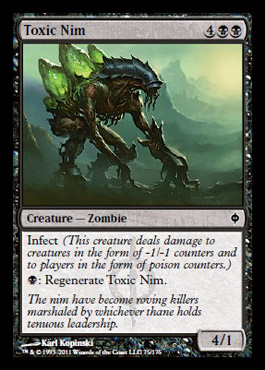 Toxic Nim 4
Creature — Zombie
Infect (This creature deals damage to
creatures in the form of -1/-1 counters and
to players in the form of poison counters.)
: Regenerate Toxic Nim.
The nim have become roving killers
marshaled by whichever thane holds
tenuous leadership.
Karl Kopinski
4/1
™ & © 1993–2011 Wizards of the Coast LLC 75/175